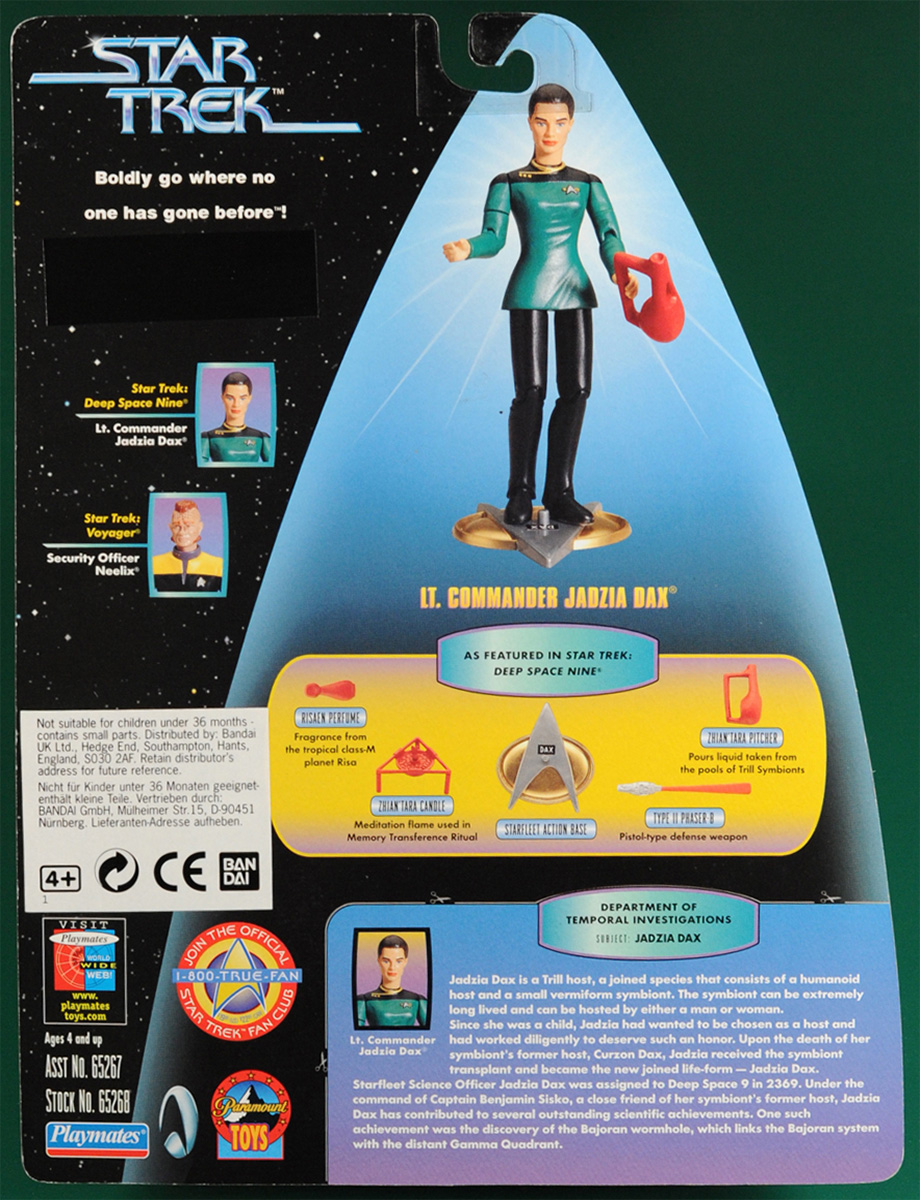 STAR
TREK™
Boldly go where no
one has gone before™!
Star Trek:
Deep Space Nine®
Lt. Commander
Jadzia Dax®
Star Trek:
Voyager®
Security Officer
Neelix®
LT. COMMANDER JADZIA DAX®
AS FEATURED IN STAR TREK:
DEEP SPACE NINE®
RISAEN PERFUME
Fragrance from
the tropical class-M
planet Risa
ZHIAN'TARA CANDLE
Meditation flame used in
Memory Transference Ritual
DAX
STARFLEET ACTION BASE
ZHIAN'TARA PITCHER
Pours liquid taken from
the pools of Trill Symbionts
TYPE II PHASER-B
Pistol-type defense weapon
Not suitable for children under 36 months -
contains small parts. Distributed by: Bandai
UK Ltd., Hedge End, Southampton, Hants,
England, S030 2AF. Retain distributor's
address for future reference.
Nicht für Kinder unter 36 Monaten geeignet-
enthält kleine Teile. Vertrieben durch:
BANDAI GmbH, Mülheimer Str.15, D-90451
Nürnberg. Lieferanten-Adresse aufheben.
4+
CE
BAN
DAI
1
VISIT
Playmates
WORLD
WIDE
WEB!
www.
playmates
toys.com
JOIN THE OFFICIAL
1-800-TRUE-FAN
STAR TREK™ FAN CLUB
Ages 4 and up
ASST NO. 65267
STOCK NO. 65268
Playmates®
Paramount
TOYS
DEPARTMENT OF
TEMPORAL INVESTIGATIONS
SUBJECT: JADZIA DAX
Lt. Commander
Jadzia Dax®
Jadzia Dax is a Trill host, a joined species that consists of a humanoid
host and a small vermiform symbiont. The symbiont can be extremely
long lived and can be hosted by either a man or woman.
Since she was a child, Jadzia had wanted to be chosen as a host and
had worked diligently to deserve such an honor. Upon the death of her
symbiont's former host, Curzon Dax, Jadzia received the symbiont
transplant and became the new joined life-form — Jadzia Dax.
Starfleet Science Officer Jadzia Dax was assigned to Deep Space 9 in 2369. Under the
command of Captain Benjamin Sisko, a close friend of her symbiont's former host, Jadzia
Dax has contributed to several outstanding scientific achievements. One such
achievement was the discovery of the Bajoran wormhole, which links the Bajoran system
with the distant Gamma Quadrant.